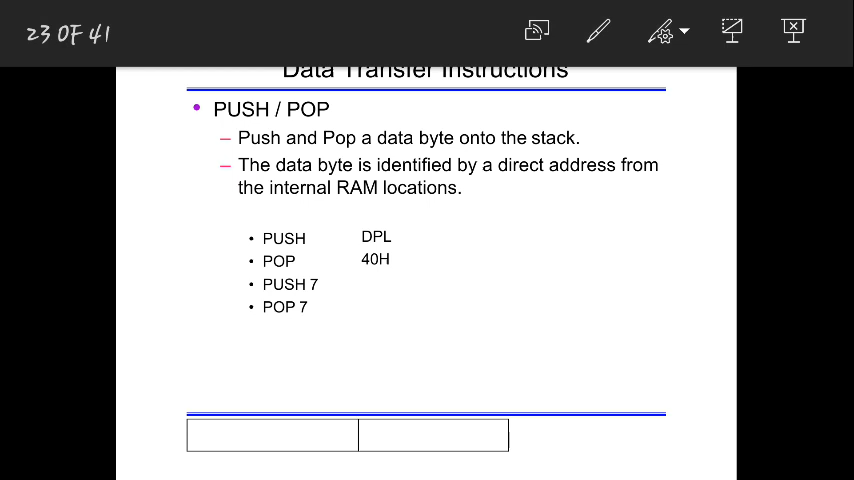 23 OF 41
Data Transfer Instructions
• PUSH / POP
– Push and Pop a data byte onto the stack.
– The data byte is identified by a direct address from
the internal RAM locations.
• PUSH DPL
• POP 40H
• PUSH 7
• POP 7